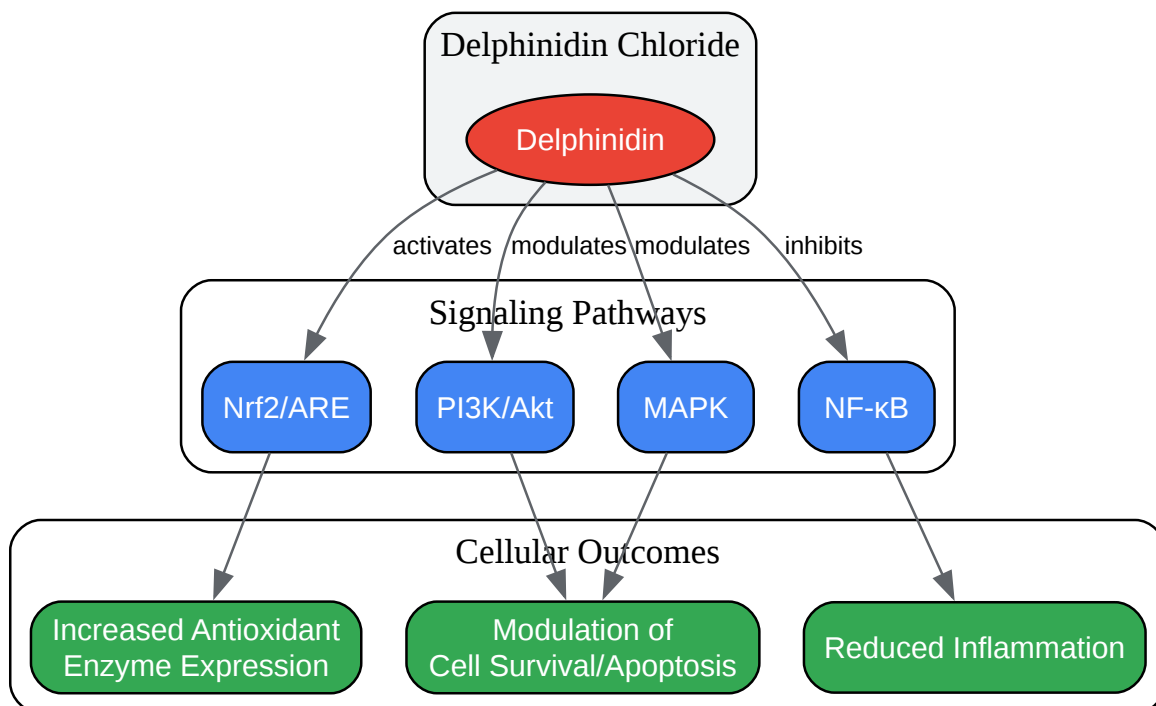 Delphinidin Chloride
Delphinidin
activates
modulates
modulates
inhibits
Signaling Pathways
Nrf2/ARE
PI3K/Akt
MAPK
NF-κB
Cellular Outcomes
Increased Antioxidant
Enzyme Expression
Modulation of
Cell Survival/Apoptosis
Reduced Inflammation